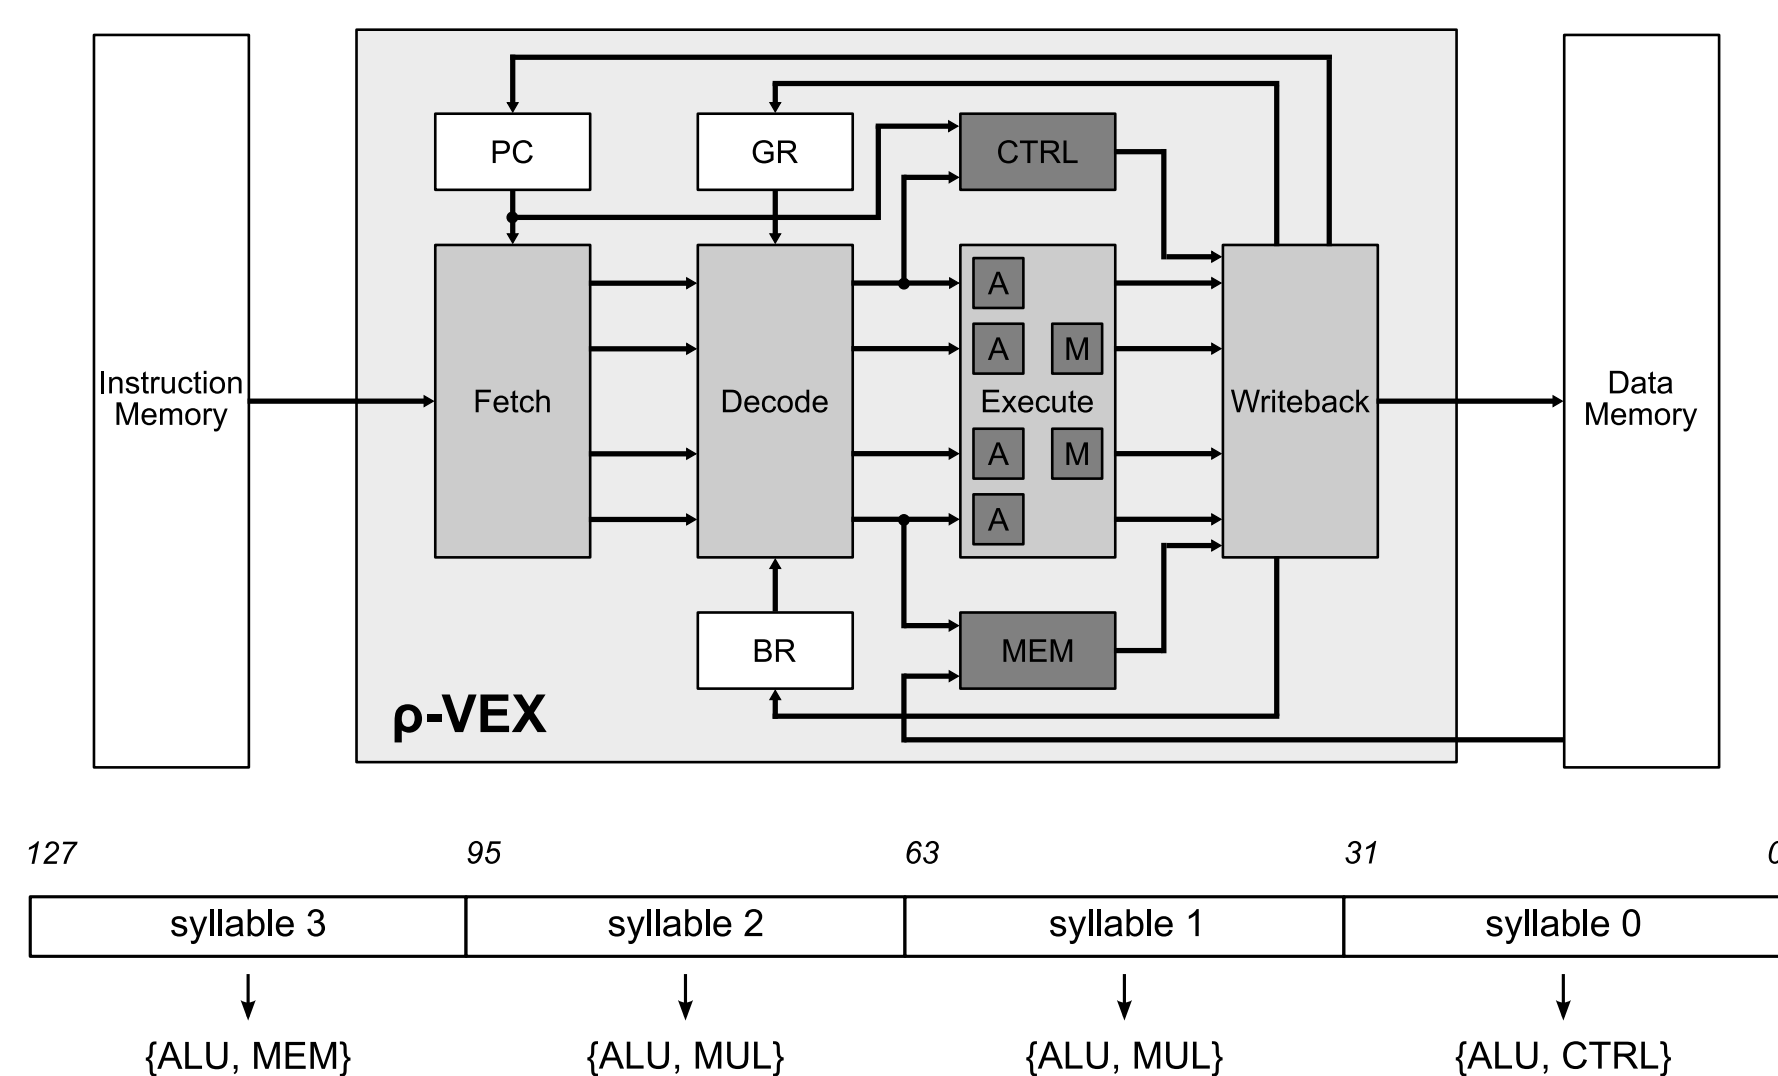 PC
GR
CTRL
A
A M
Instruction
Memory
Fetch
Decode
Execute
Writeback
Data
Memory
A M
A
BR
MEM
ρ-VEX
127 95 63 31 0
syllable 3 syllable 2 syllable 1 syllable 0
{ALU, MEM} {ALU, MUL} {ALU, MUL} {ALU, CTRL}